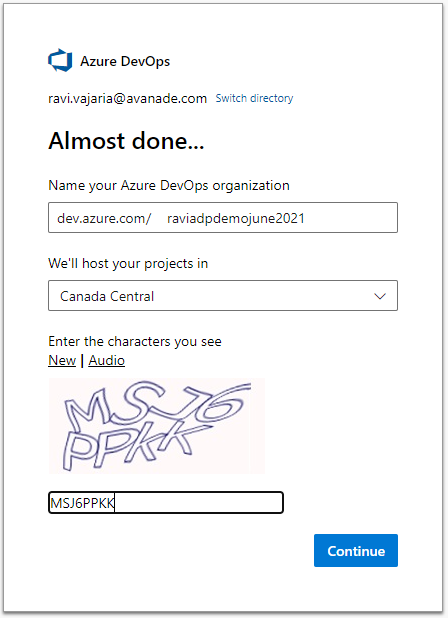 Azure DevOps
ravi.vajaria@avanade.com Switch directory
Almost done...
Name your Azure DevOps organization
dev.azure.com/ raviadpdemojune2021
We'll host your projects in
Canada Central
Enter the characters you see
New | Audio
MSJ6
PPKK
MSJ6PPKK
Continue